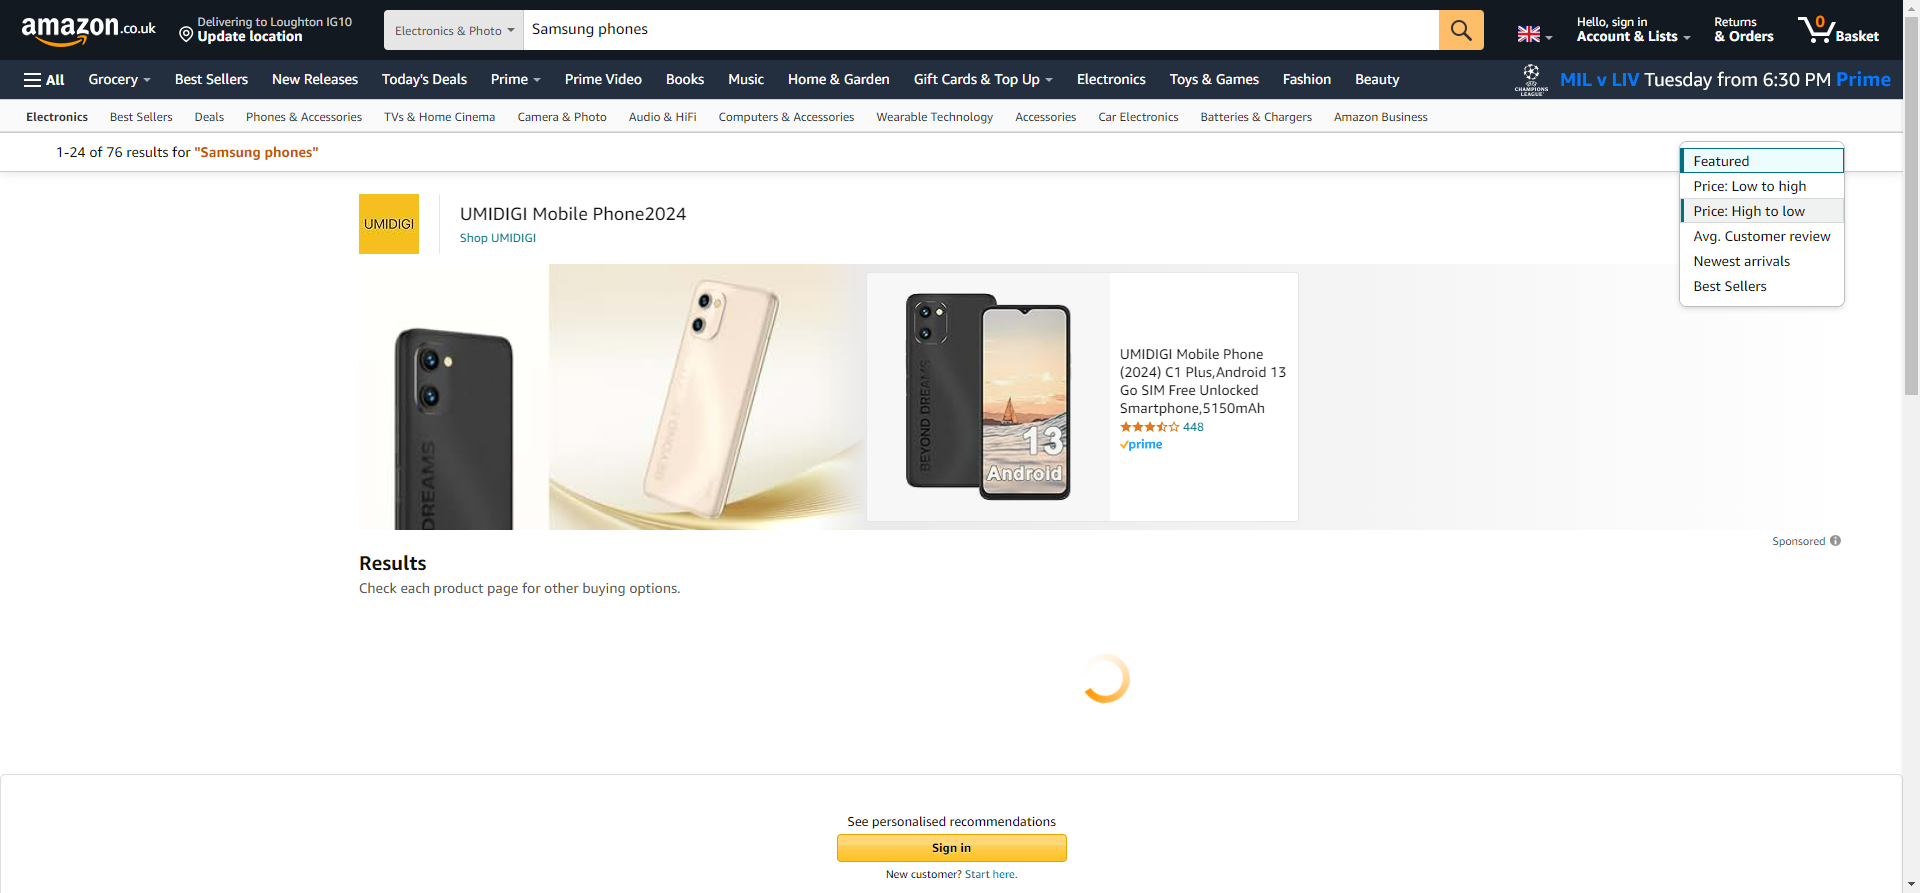 amazon.co.uk
Delivering to Loughton IG10
Update location
Electronics & Photo
Samsung phones
Hello, sign in
Account & Lists
Returns
& Orders
0
Basket
All
Grocery
Best Sellers
New Releases
Today's Deals
Prime
Prime Video
Books
Music
Home & Garden
Gift Cards & Top Up
Electronics
Toys & Games
Fashion
Beauty
CHAMPIONS LEAGUE
MIL v LIV Tuesday from 6:30 PM Prime
Electronics
Best Sellers
Deals
Phones & Accessories
TVs & Home Cinema
Camera & Photo
Audio & HiFi
Computers & Accessories
Wearable Technology
Accessories
Car Electronics
Batteries & Chargers
Amazon Business
1-24 of 76 results for "Samsung phones"
Featured
Price: Low to high
Price: High to low
Avg. Customer review
Newest arrivals
Best Sellers
UMIDIGI
UMIDIGI Mobile Phone2024
Shop UMIDIGI
DREAMS
BEYOND DREAMS
BEYOND DREAMS
13
Android
UMIDIGI Mobile Phone
(2024) C1 Plus,Android 13
Go SIM Free Unlocked
Smartphone,5150mAh
448
prime
Sponsored
Results
Check each product page for other buying options.
See personalised recommendations
Sign in
New customer? Start here.